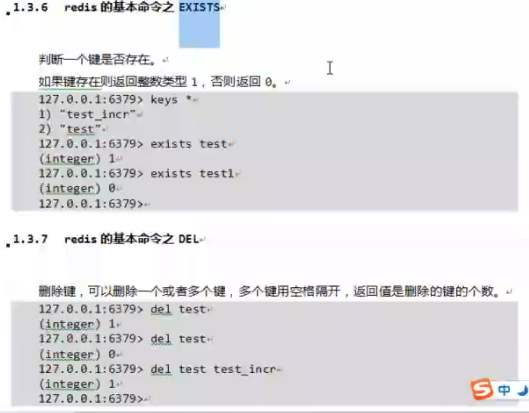 1.3.6 redis 的基本命令之 EXISTS
判断一个键是否存在。
如果键存在则返回整数类型 1，否则返回 0。
127.0.0.1:6379> keys *
1) "test_incr"
2) "test"
127.0.0.1:6379> exists test
(integer) 1
127.0.0.1:6379> exists test1
(integer) 0
127.0.0.1:6379>
1.3.7 redis 的基本命令之 DEL
删除键，可以删除一个或者多个键，多个键用空格隔开，返回值是删除的键的个数。
127.0.0.1:6379> del test
(integer) 1
127.0.0.1:6379> del test
(integer) 0
127.0.0.1:6379> del test test_incr
(integer) 1
127.0.0.1:6379>
S 中